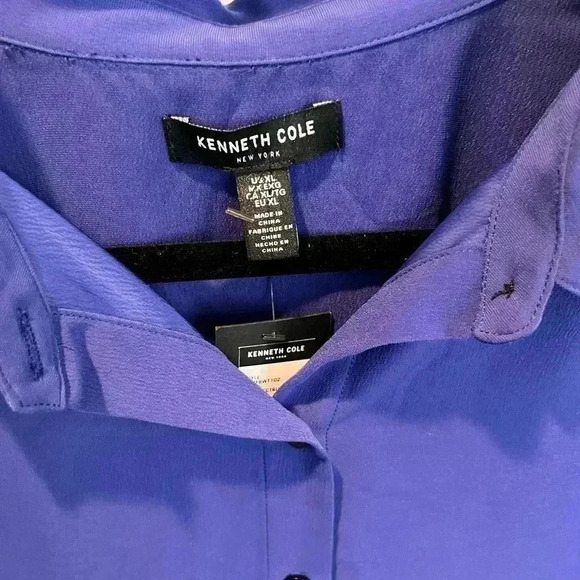 KENNETH COLE
NEW YORK
US XL
MX EXG
CA XL/TG
EU XL
MADE IN
CHINA
FABRIQUE EN
CHINE
HECHO EN
CHINA
KENNETH COLE
NEW YORK